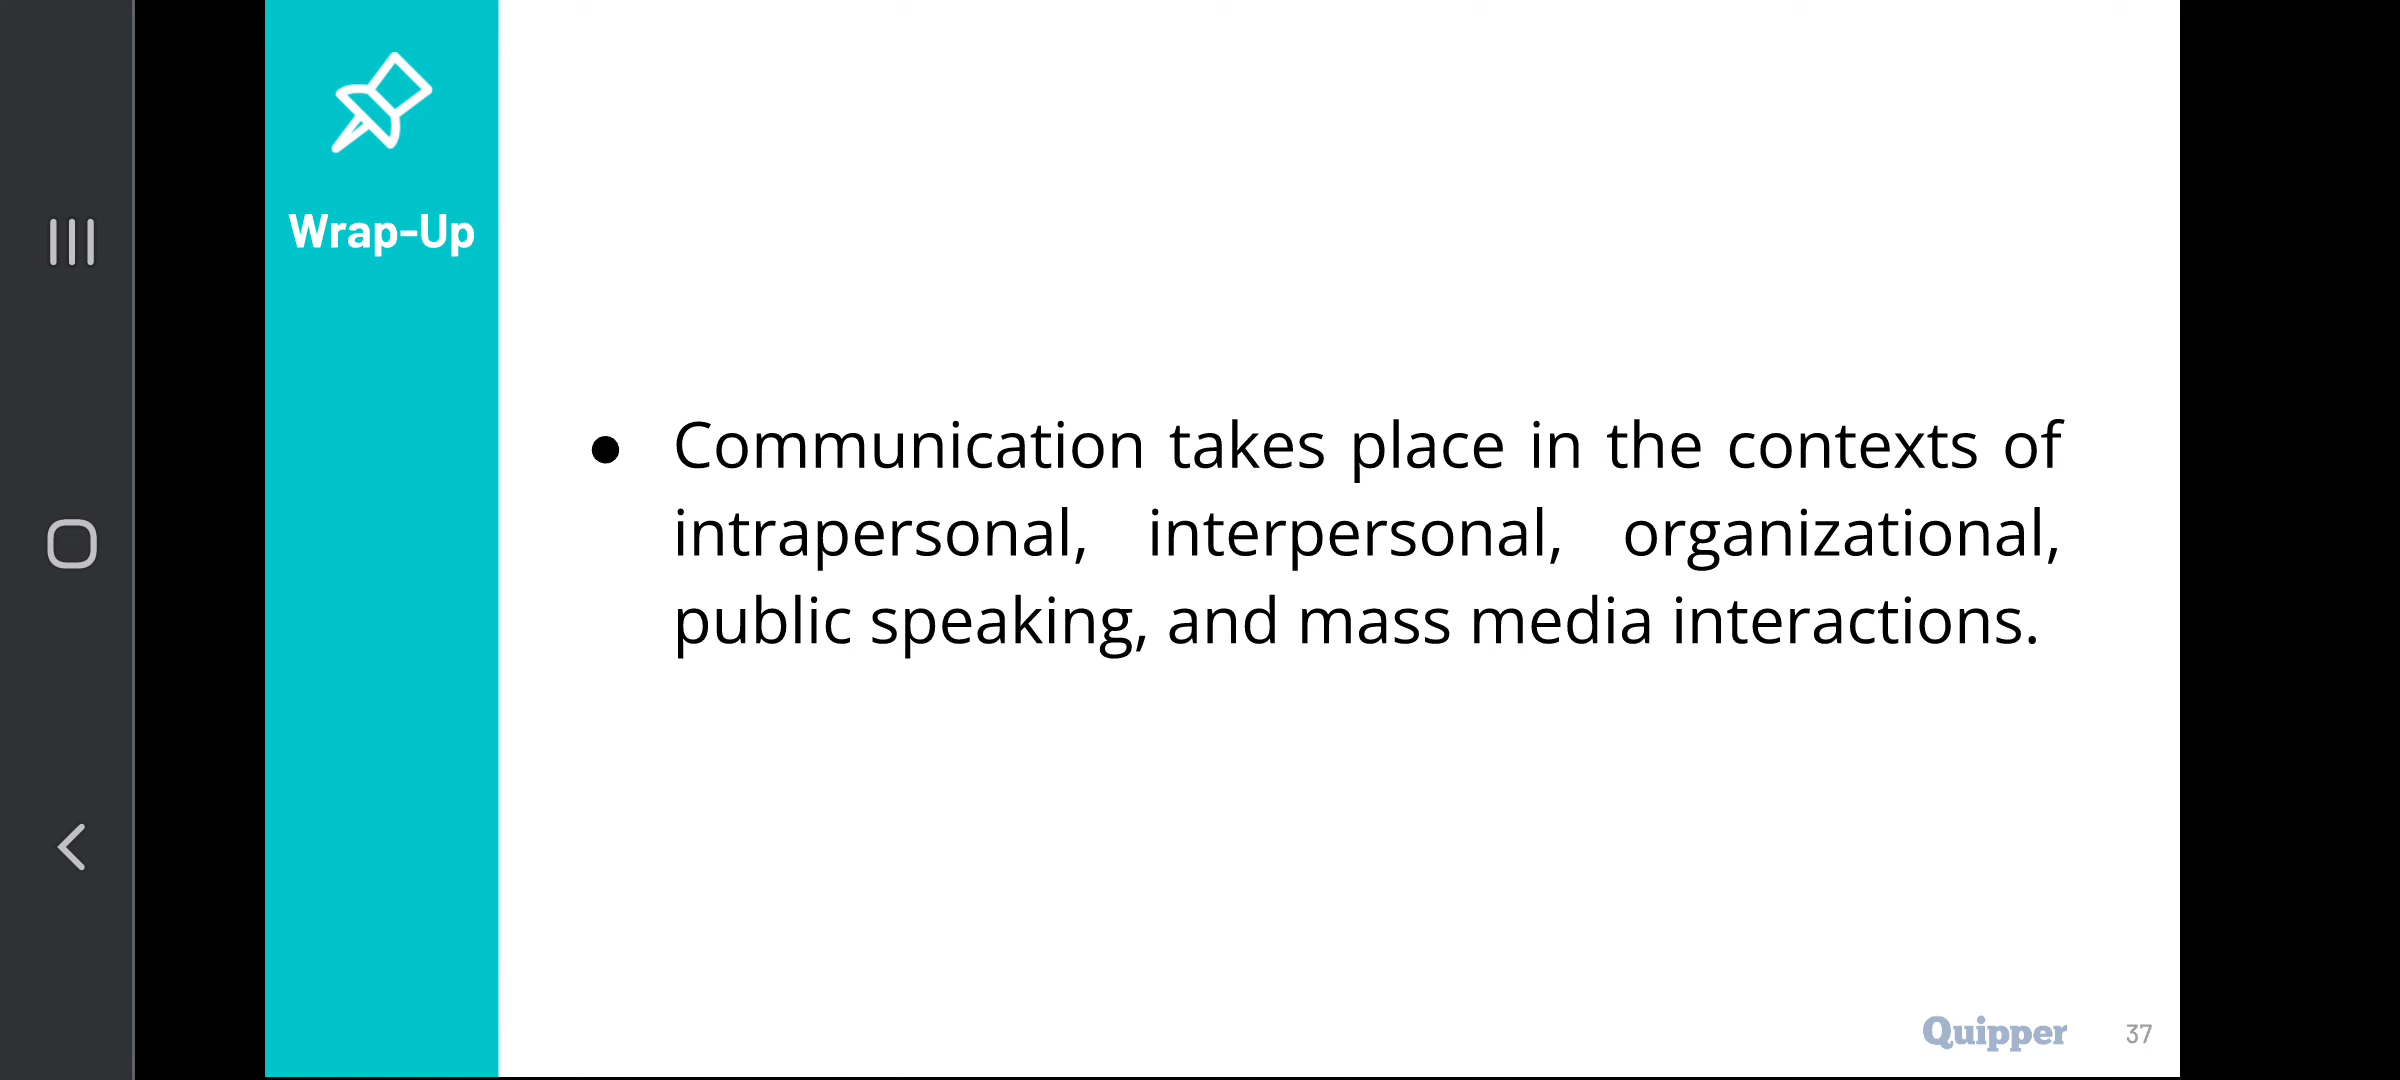 Wrap-Up
● Communication takes place in the contexts of
intrapersonal, interpersonal, organizational,
public speaking, and mass media interactions.
Quipper 37